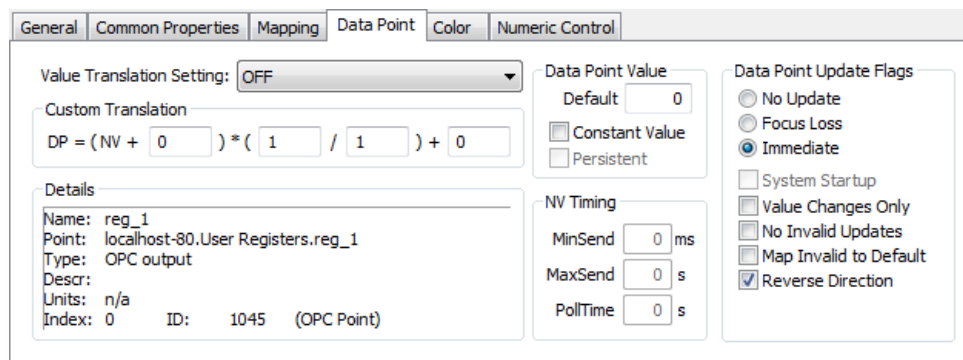 General Common Properties Mapping Data Point Color Numeric Control
Value Translation Setting: OFF
Custom Translation
DP = ( NV + 0 ) * ( 1 / 1 ) + 0
Details
Name: reg_1
Point: localhost-80.User Registers.reg_1
Type: OPC output
Descr:
Units: n/a
Index: 0 ID: 1045 (OPC Point)
Data Point Value
Default 0
Constant Value
Persistent
NV Timing
MinSend 0 ms
MaxSend 0 s
PollTime 0 s
Data Point Update Flags
No Update
Focus Loss
Immediate
System Startup
Value Changes Only
No Invalid Updates
Map Invalid to Default
Reverse Direction